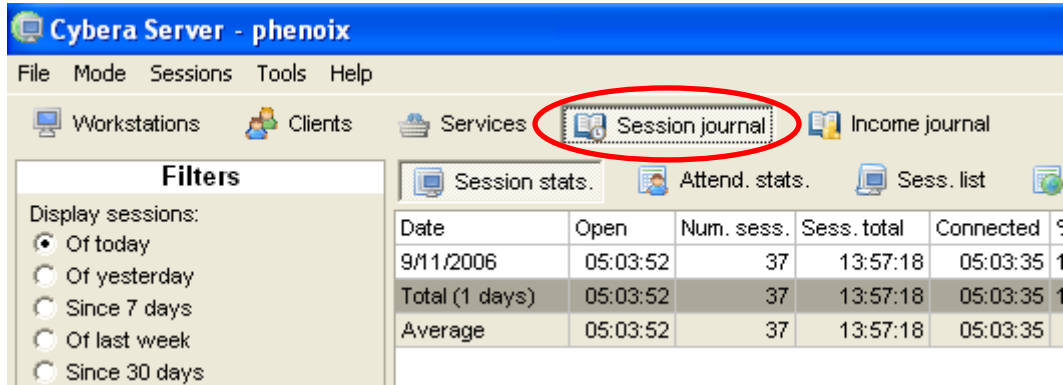 Cybera Server - phenoix
File Mode Sessions Tools Help
Workstations Clients Services Session journal Income journal
Filters
Display sessions:
Of today
Of yesterday
Since 7 days
Of last week
Since 30 days
Session stats. Attend. stats. Sess. list
Date Open Num. sess. Sess. total Connected
9/11/2006 05:03:52 37 13:57:18 05:03:35
Total (1 days) 05:03:52 37 13:57:18 05:03:35
Average 05:03:52 37 13:57:18 05:03:35